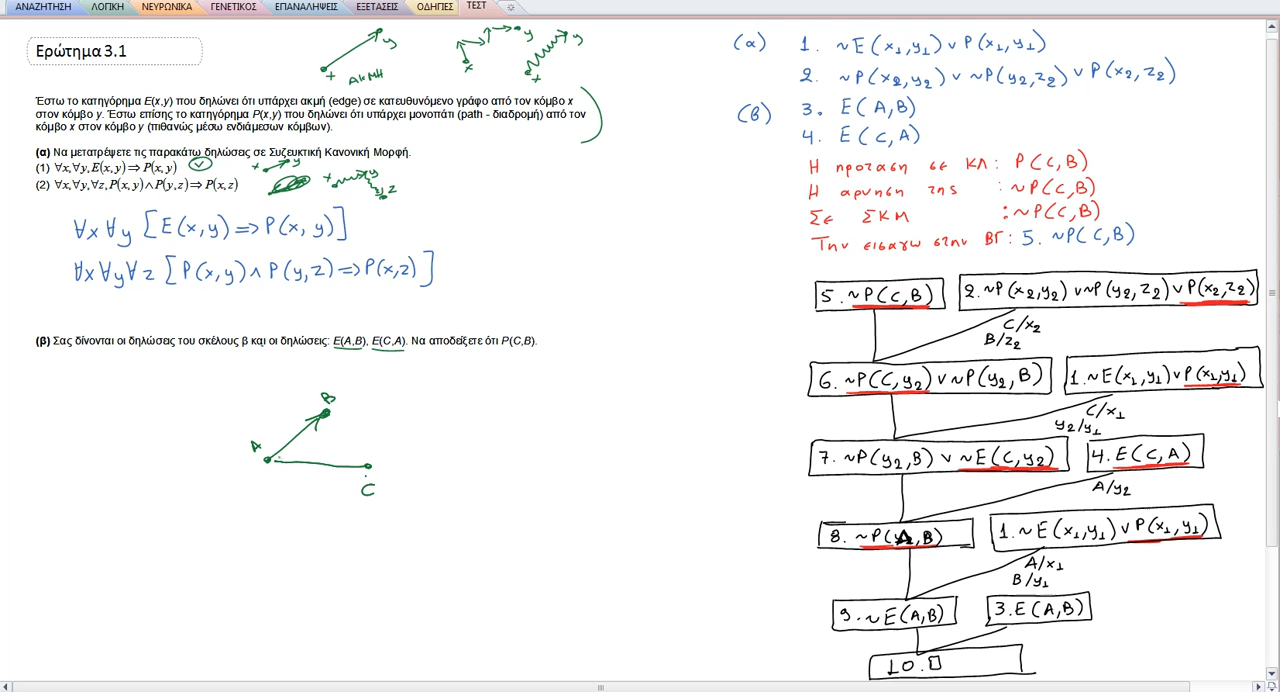 ΑΝΑΖΗΤΗΣΗ ΛΟΓΙΚΗ ΝΕΥΡΩΝΙΚΑ ΓΕΝΕΤΙΚΟΣ ΕΠΑΝΑΛΗΨΕΙΣ ΕΞΕΤΑΣΕΙΣ ΟΔΗΓΙΕΣ ΤΕΣΤ
Ερώτημα 3.1
x y ΑΚΜΗ
x y
x y
Έστω το κατηγόρημα E(x,y) που δηλώνει ότι υπάρχει ακμή (edge) σε κατευθυνόμενο γράφο από τον κόμβο x
στον κόμβο y. Έστω επίσης το κατηγόρημα P(x,y) που δηλώνει ότι υπάρχει μονοπάτι (path - διαδρομή) από τον
κόμβο x στον κόμβο y (πιθανώς μέσω ενδιάμεσων κόμβων).
(α) Να μετατρέψετε τις παρακάτω δηλώσεις σε Συζευκτική Κανονική Μορφή.
(1) ∀x,∀y,E(x,y)⇒P(x,y)
x y
(2) ∀x,∀y,∀z,P(x,y)∧P(y,z)⇒P(x,z)
x y z
∀x ∀y [E(x,y)=>P(x,y)]
∀x∀y∀z [P(x,y)∧P(y,z)=>P(x,z)]
(β) Σας δίνονται οι δηλώσεις του σκέλους β και οι δηλώσεις: E(A,B), E(C,A). Να αποδείξετε ότι P(C,B).
B
A
C
(α) 1. ~E(x1,y1)∨P(x1,y1)
2. ~P(x2,y2)∨~P(y2,z2)∨P(x2,z2)
(β) 3. E(A,B)
4. E(C,A)
Η προταση σε ΚΛ: P(C,B)
Η αρνηση της :~P(C,B)
Σε ΣΚΜ :~P(C,B)
Την εισαγω στην ΒΓ: 5. ~P(C,B)
5. ~P(C,B) 2. ~P(x2,y2)∨~P(y2,z2)∨P(x2,z2)
C/x2
B/z2
6. ~P(C,y2)∨~P(y2,B) 1. ~E(x1,y1)∨P(x1,y1)
C/x1
y2/y1
7. ~P(y2,B)∨~E(C,y2) 4. E(C,A)
A/y2
8. ~P(A,B) 1. ~E(x1,y1)∨P(x1,y1)
A/x1
B/y1
9. ~E(A,B) 3. E(A,B)
10. □